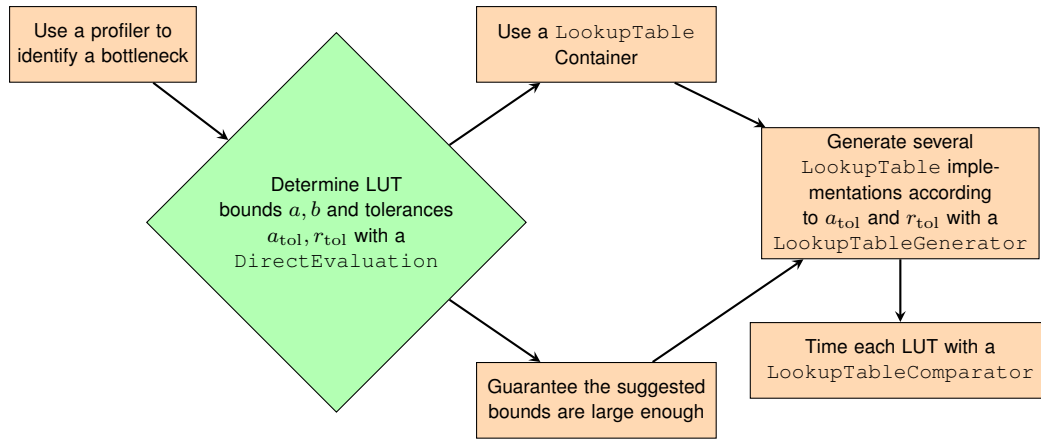 Use a profiler to
identify a bottleneck
Determine LUT
bounds a, b and tolerances
a_tol, r_tol with a
DirectEvaluation
Use a LookupTable
Container
Guarantee the suggested
bounds are large enough
Generate several
LookupTable imple-
mentations according
to a_tol and r_tol with a
LookupTableGenerator
Time each LUT with a
LookupTableComparator